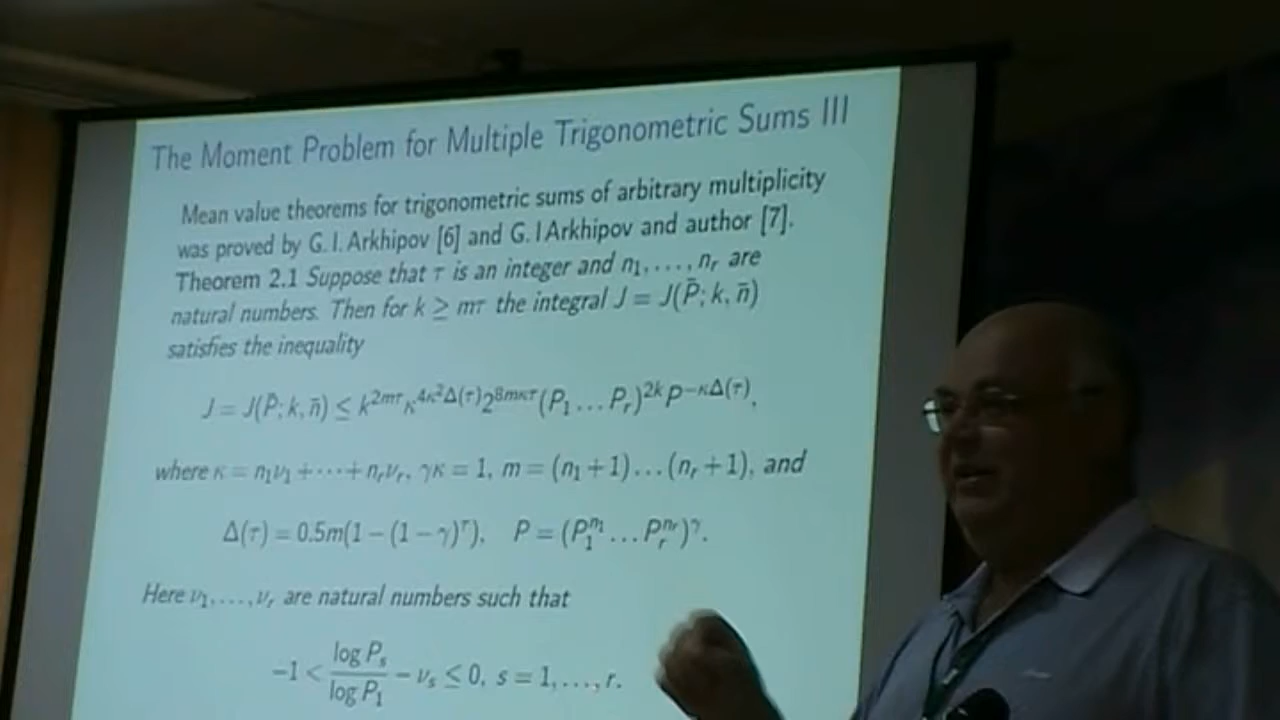 The Moment Problem for Multiple Trigonometric Sums III
Mean value theorems for trigonometric sums of arbitrary multiplicity
was proved by G. I. Arkhipov [6] and G. I Arkhipov and author [7].
Theorem 2.1 Suppose that τ is an integer and n₁, . . . , nᵣ are
natural numbers. Then for k ≥ mτ the integral J = J(P̄; k, n̄)
satisfies the inequality
J = J(P̄; k, n̄) ≤ k^{2mτ} κ^{4κ²Δ(τ)} 2^{8mκτ} (P₁ . . . Pᵣ)^{2k} P^{−κΔ(τ)},
where κ = n₁ν₁ + · · · + nᵣνᵣ, γκ = 1, m = (n₁ + 1) . . . (nᵣ + 1), and
Δ(τ) = 0.5m(1 − (1 − γ)^τ), P = (P₁^{n₁} . . . Pᵣ^{nᵣ})^γ.
Here ν₁, . . . , νᵣ are natural numbers such that
−1 < log Pₛ / log P₁ − νₛ ≤ 0, s = 1, . . . , r.